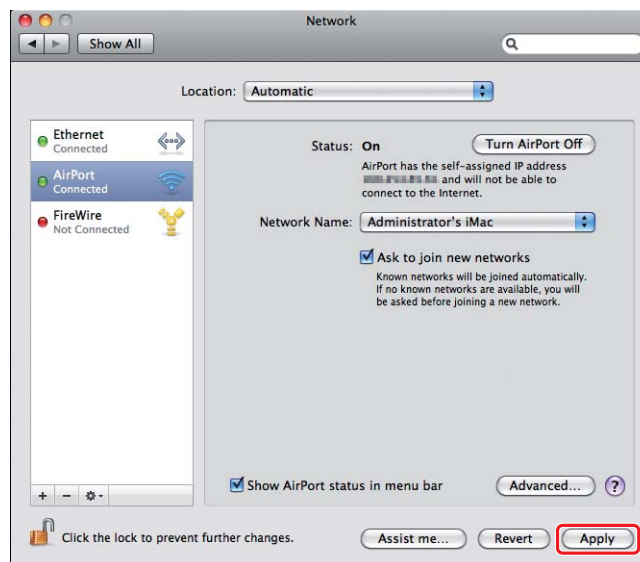 Network
Show All
Location: Automatic
Ethernet
Connected
AirPort
Connected
FireWire
Not Connected
Status: On
Turn AirPort Off
AirPort has the self-assigned IP address
and will not be able to
connect to the Internet.
Network Name: Administrator's iMac
Ask to join new networks
Known networks will be joined automatically.
If no known networks are available, you will
be asked before joining a new network.
Show AirPort status in menu bar
Advanced...
?
Click the lock to prevent further changes.
Assist me...
Revert
Apply